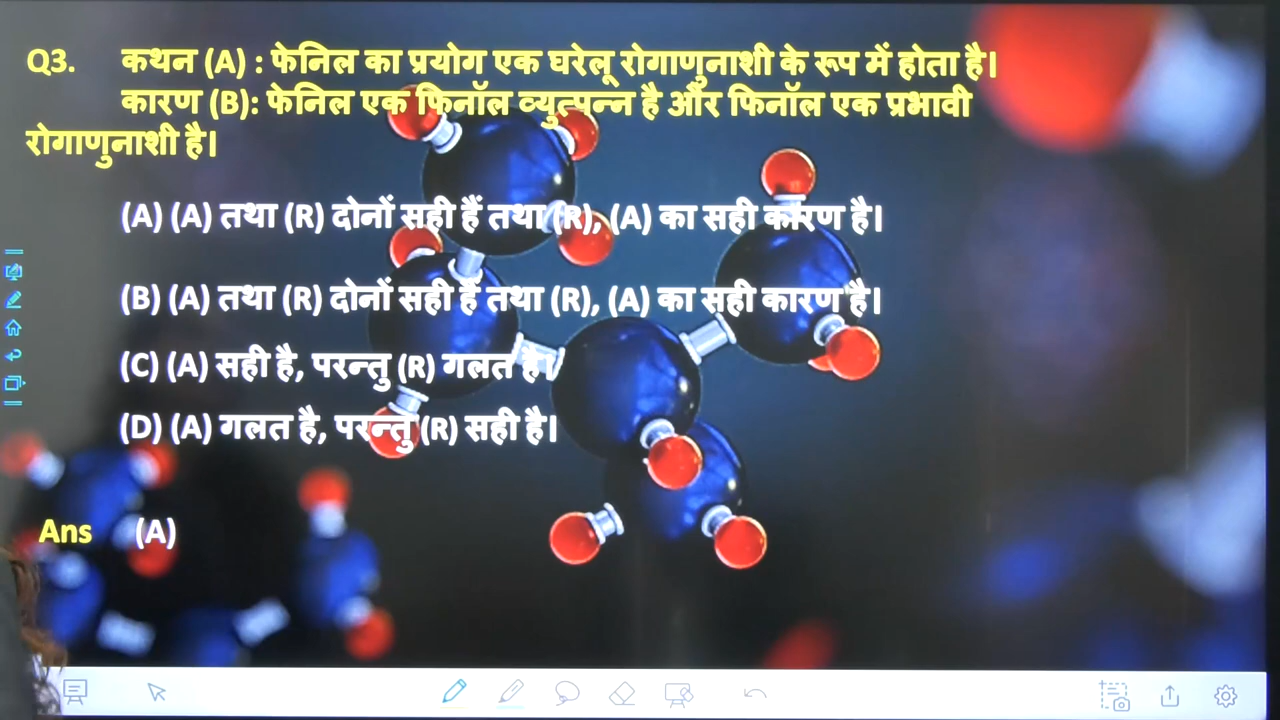 Q3. कथन (A) : फेनिल का प्रयोग एक घरेलू रोगाणुनाशी के रूप में होता है।
कारण (B): फेनिल एक फिनॉल व्युत्पन्न है और फिनॉल एक प्रभावी
रोगाणुनाशी है।
(A) (A) तथा (R) दोनों सही हैं तथा (R), (A) का सही कारण है।
(B) (A) तथा (R) दोनों सही हैं तथा (R), (A) का सही कारण है।
(C) (A) सही है, परन्तु (R) गलत है।
(D) (A) गलत है, परन्तु (R) सही है।
Ans (A)